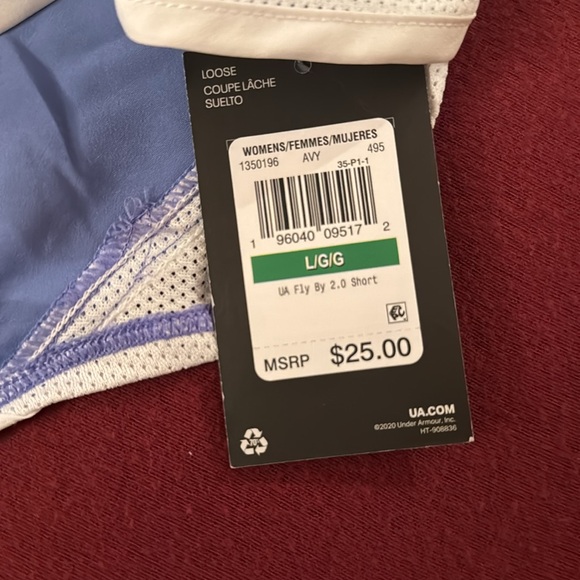 LOOSE
COUPE LÂCHE
SUELTO
WOMENS/FEMMES/MUJERES
1350196 AVY 495
35-P1-1
1 96040 09517 2
L/G/G
UA Fly By 2.0 Short
MSRP $25.00
UA.COM
©2020 Under Armour, Inc.
HT-908836